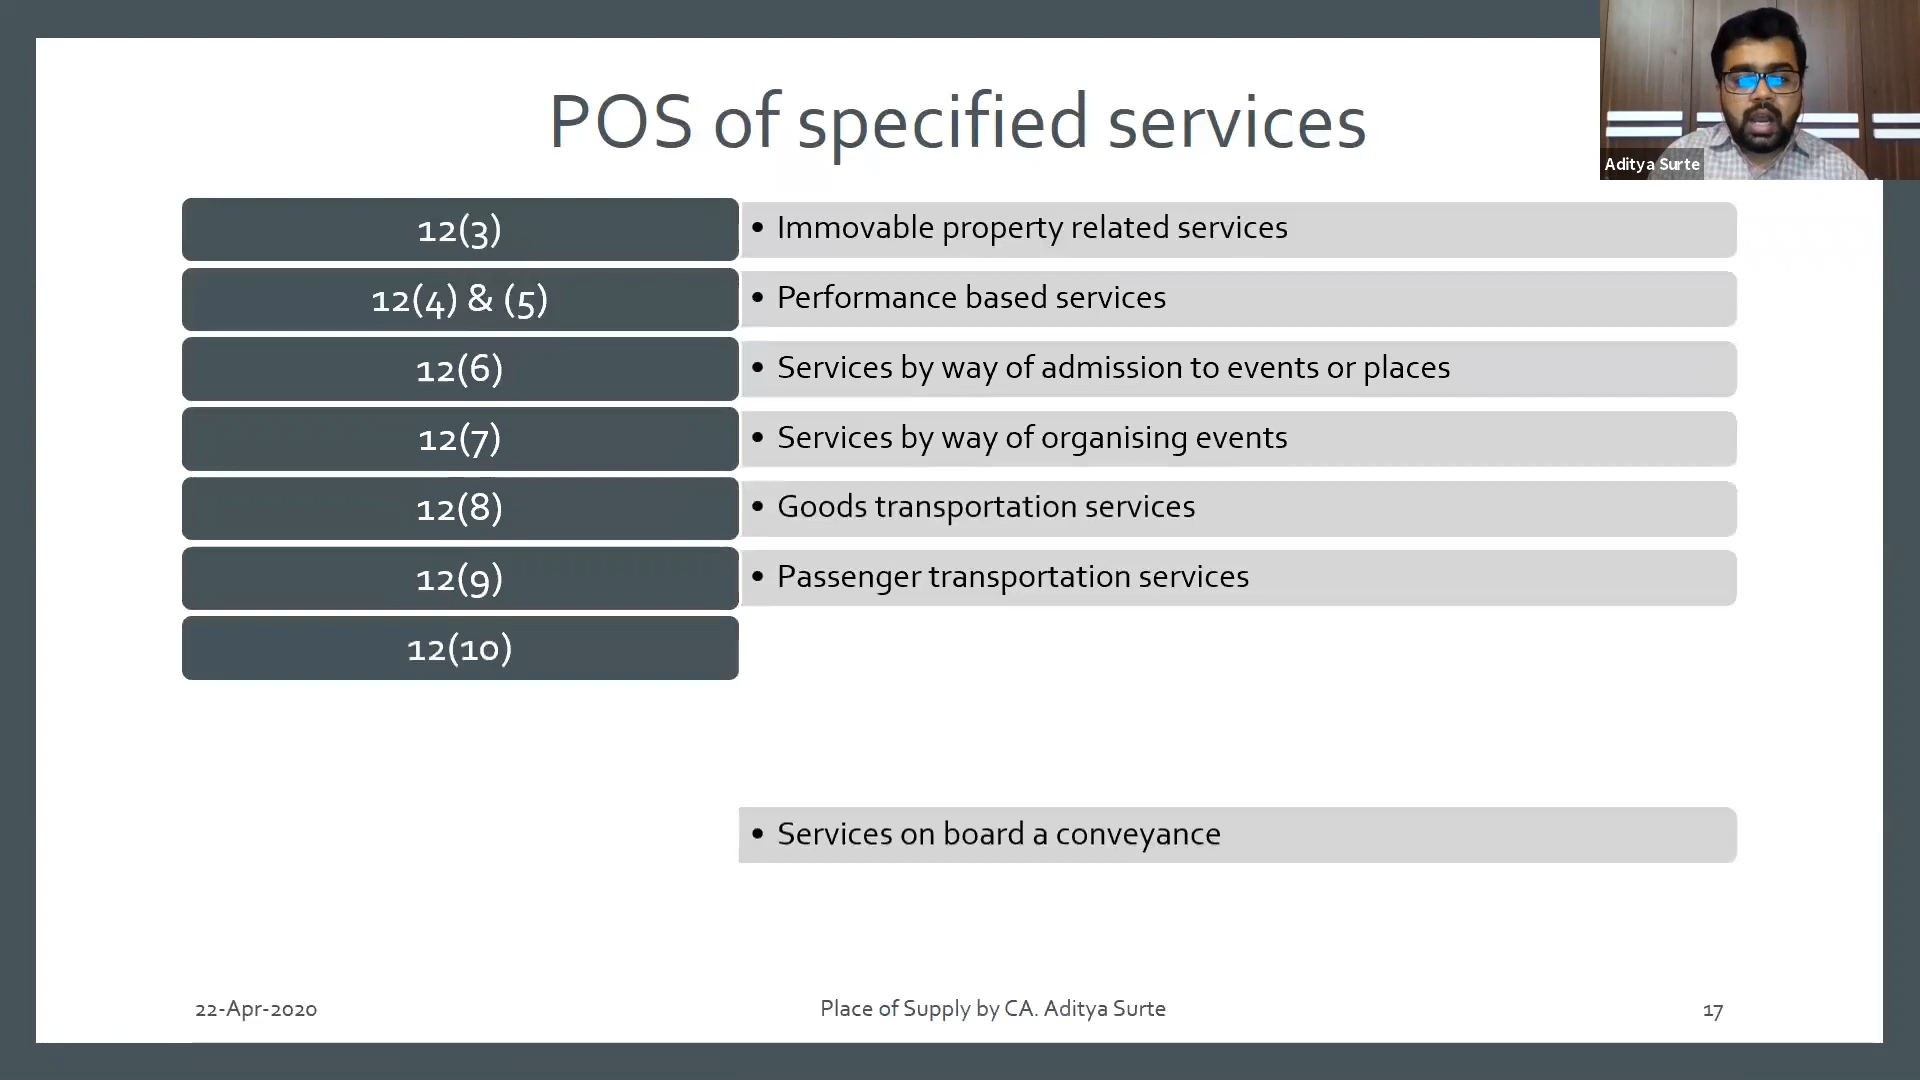 POS of specified services
Aditya Surte
12(3)
• Immovable property related services
12(4) & (5)
• Performance based services
12(6)
• Services by way of admission to events or places
12(7)
• Services by way of organising events
12(8)
• Goods transportation services
12(9)
• Passenger transportation services
12(10)
• Services on board a conveyance
22-Apr-2020
Place of Supply by CA. Aditya Surte
17